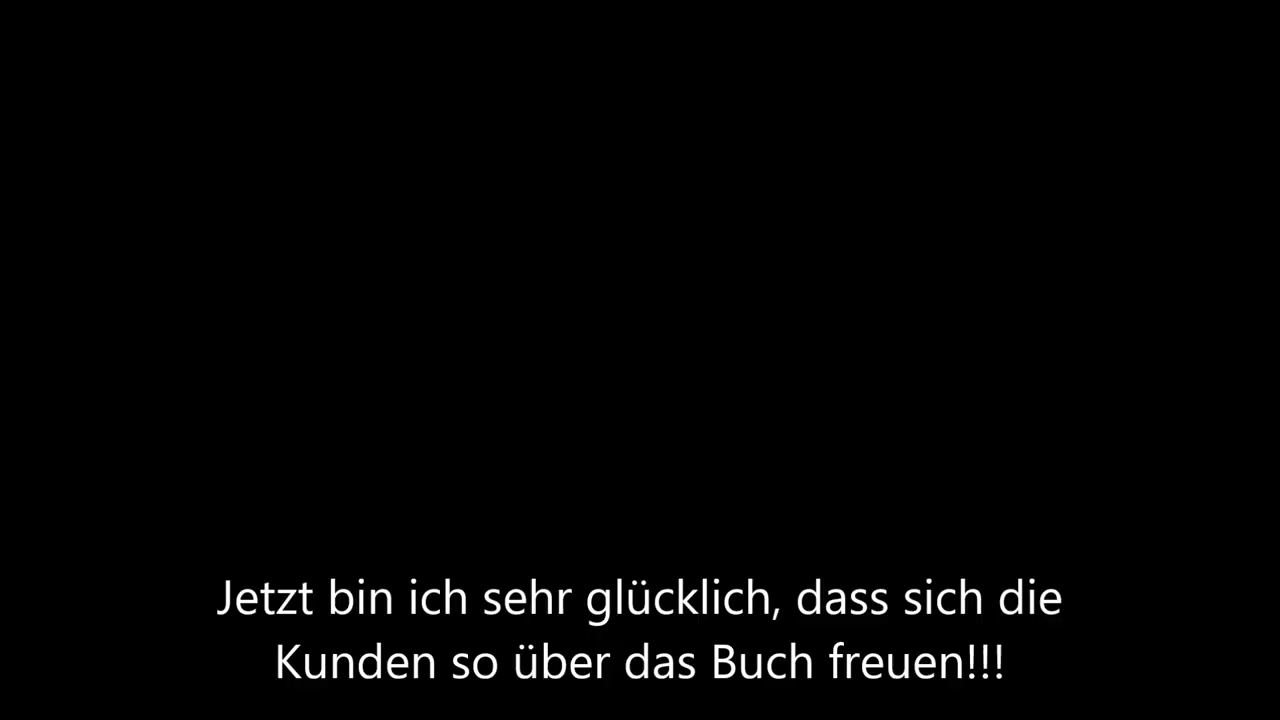 Jetzt bin ich sehr glücklich, dass sich die
Kunden so über das Buch freuen!!!